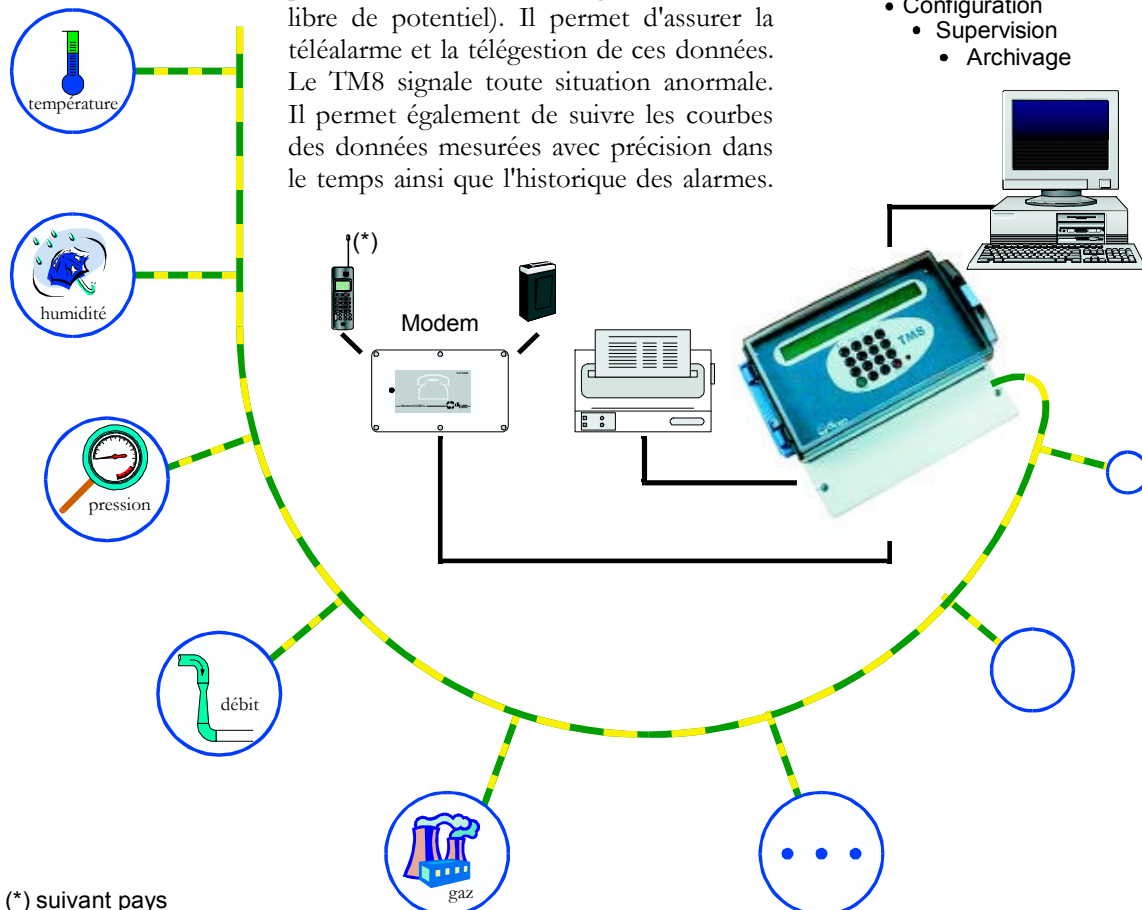 libre de potentiel). Il permet d'assurer la
téléalarme et la télégestion de ces données.
Le TM8 signale toute situation anormale.
Il permet également de suivre les courbes
des données mesurées avec précision dans
le temps ainsi que l'historique des alarmes.
• Configuration
• Supervision
• Archivage
température
humidité
pression
débit
gaz
(*)
Modem
TM8
• • •
(*) suivant pays